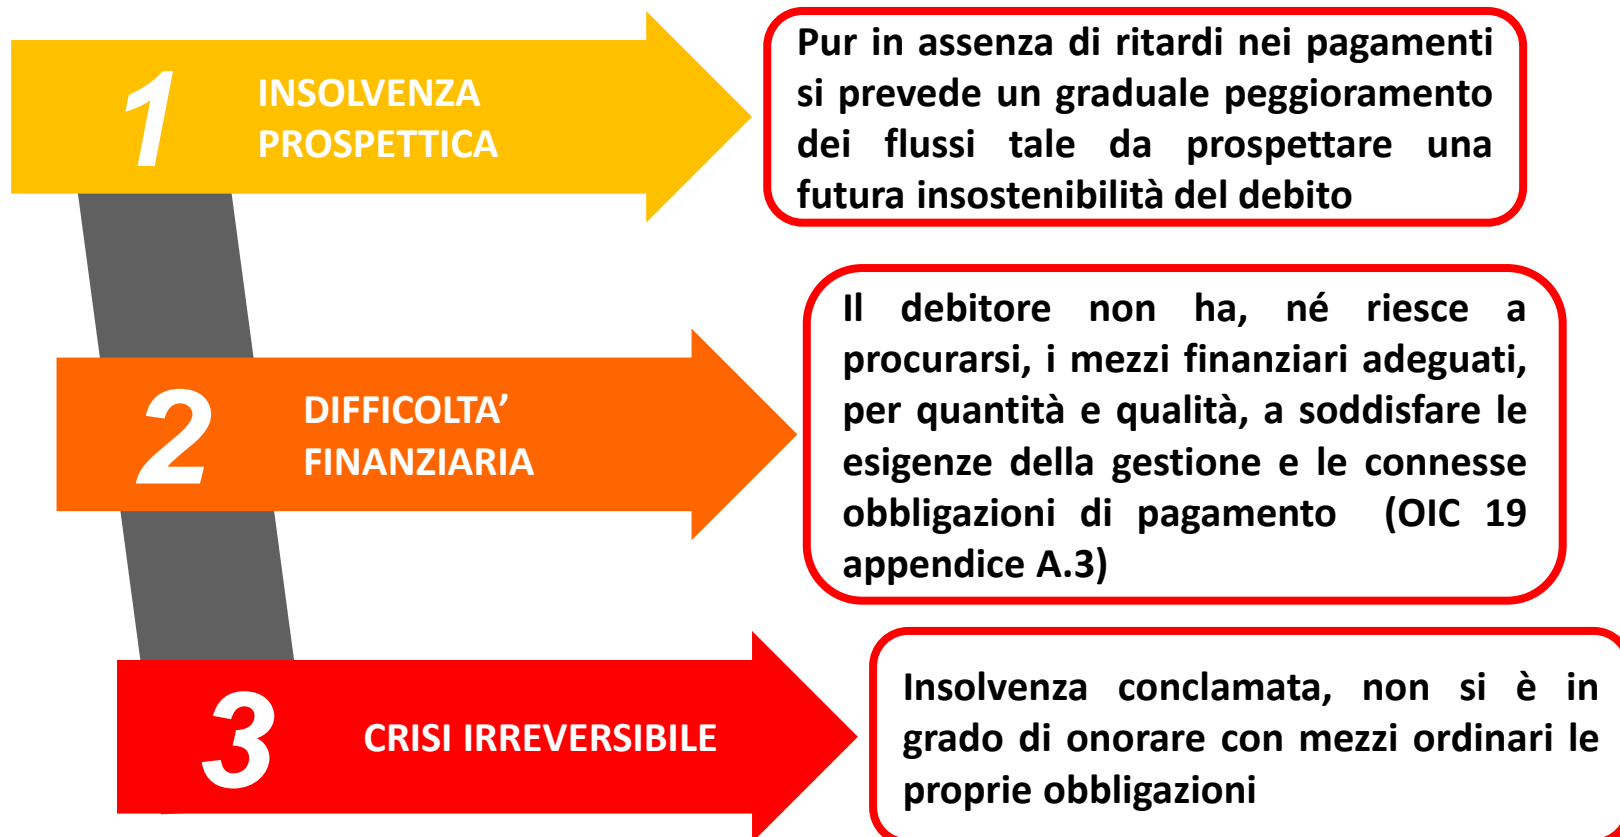 1
INSOLVENZA
PROSPETTICA
Pur in assenza di ritardi nei pagamenti
si prevede un graduale peggioramento
dei flussi tale da prospettare una
futura insostenibilità del debito
2
DIFFICOLTA’
FINANZIARIA
Il debitore non ha, né riesce a
procurarsi, i mezzi finanziari adeguati,
per quantità e qualità, a soddisfare le
esigenze della gestione e le connesse
obbligazioni di pagamento (OIC 19
appendice A.3)
3
CRISI IRREVERSIBILE
Insolvenza conclamata, non si è in
grado di onorare con mezzi ordinari le
proprie obbligazioni